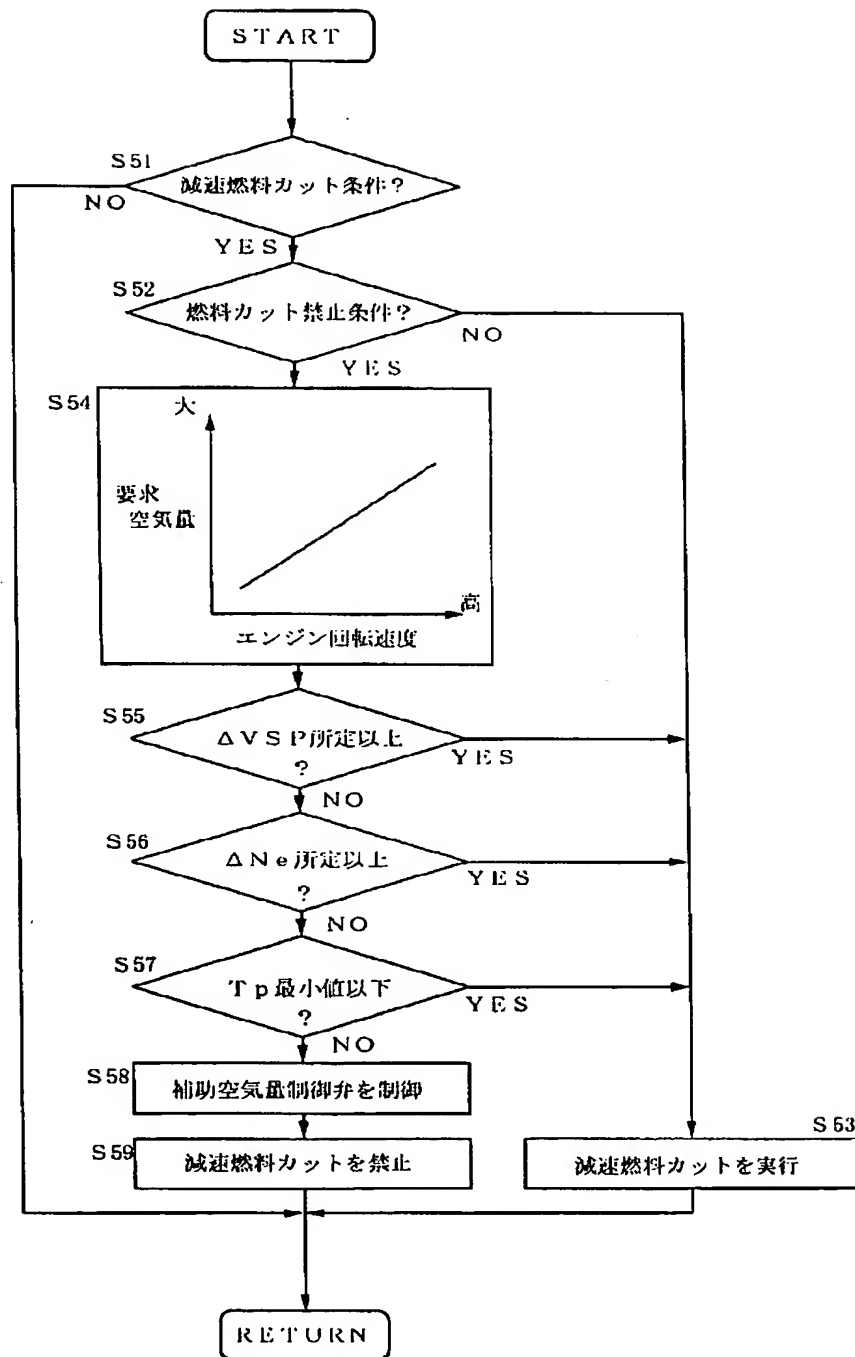 START
S51
減速燃料カット条件?
NO
YES
S52
燃料カット禁止条件?
NO
YES
S54
大
要求
空気量
高
エンジン回転速度
S55
ΔVSP所定以上
?
YES
NO
S56
ΔNe所定以上
?
YES
NO
S57
Tp最小値以下
?
YES
NO
S58
補助空気量制御弁を制御
S59
減速燃料カットを禁止
S53
減速燃料カットを実行
RETURN